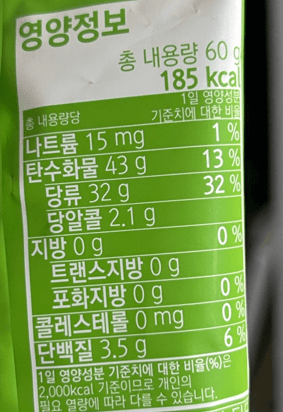 영양정보
총 내용량 60 g
185 kcal
1일 영양성분
총 내용량당 기준치에 대한 비율
나트륨 15 mg 1 %
탄수화물 43 g 13 %
당류 32 g 32 %
당알콜 2.1 g
지방 0 g 0 %
트랜스지방 0 g
포화지방 0 g 0 %
콜레스테롤 0 mg 0 %
단백질 3.5 g 6 %
1일 영양성분 기준치에 대한 비율(%)은
2,000kcal 기준이므로 개인의
필요 열량에 따라 다를 수 있습니다.